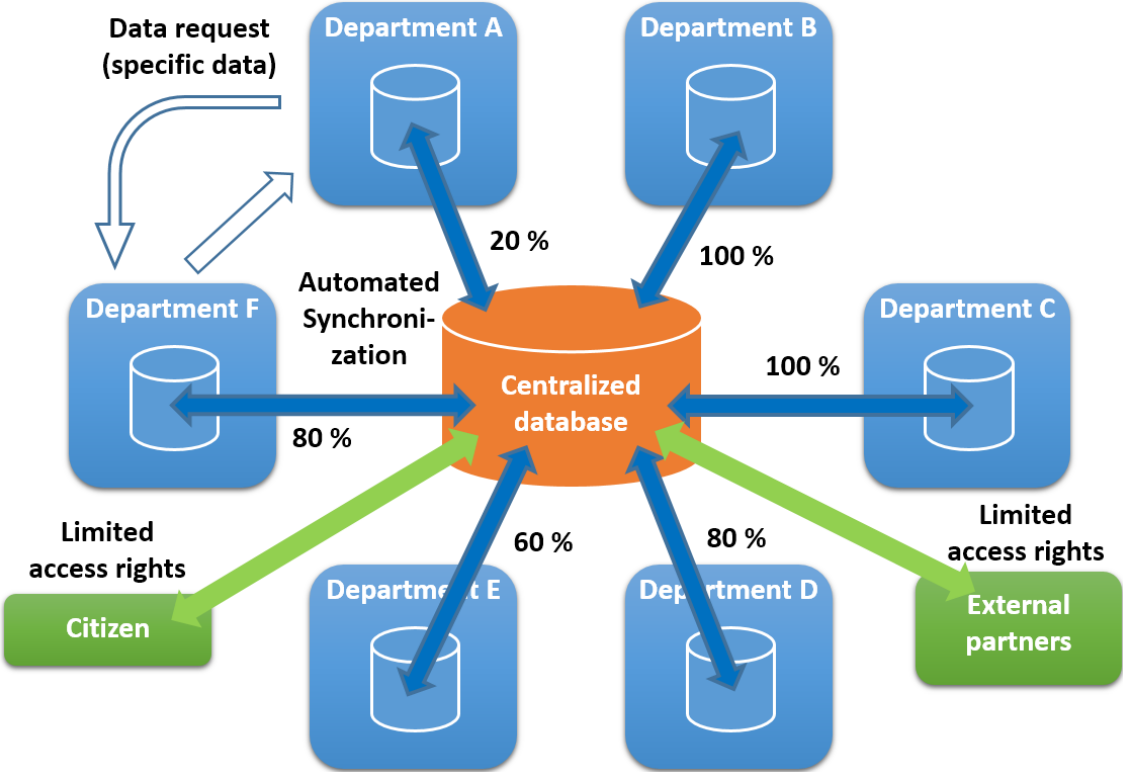 Data request
(specific data)
Department A
Department B
20 %
100 %
Automated
Synchroni-
zation
Department F
Department C
Centralized
database
100 %
80 %
Limited
access rights
60 %
80 %
Limited
access rights
Citizen
Department E
Department D
External
partners